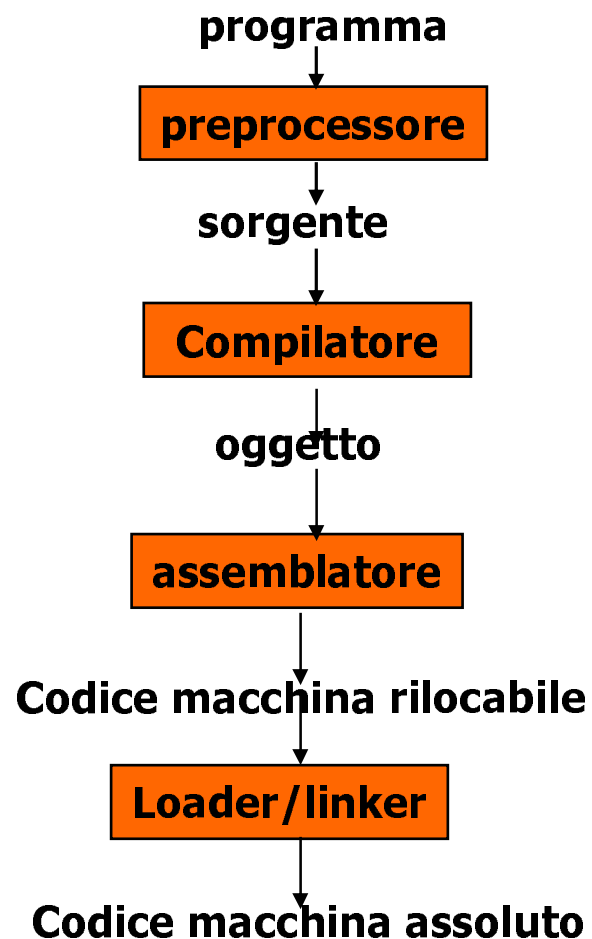 programma
preprocessore
sorgente
Compilatore
oggetto
assemblatore
Codice macchina rilocabile
Loader/linker
Codice macchina assoluto